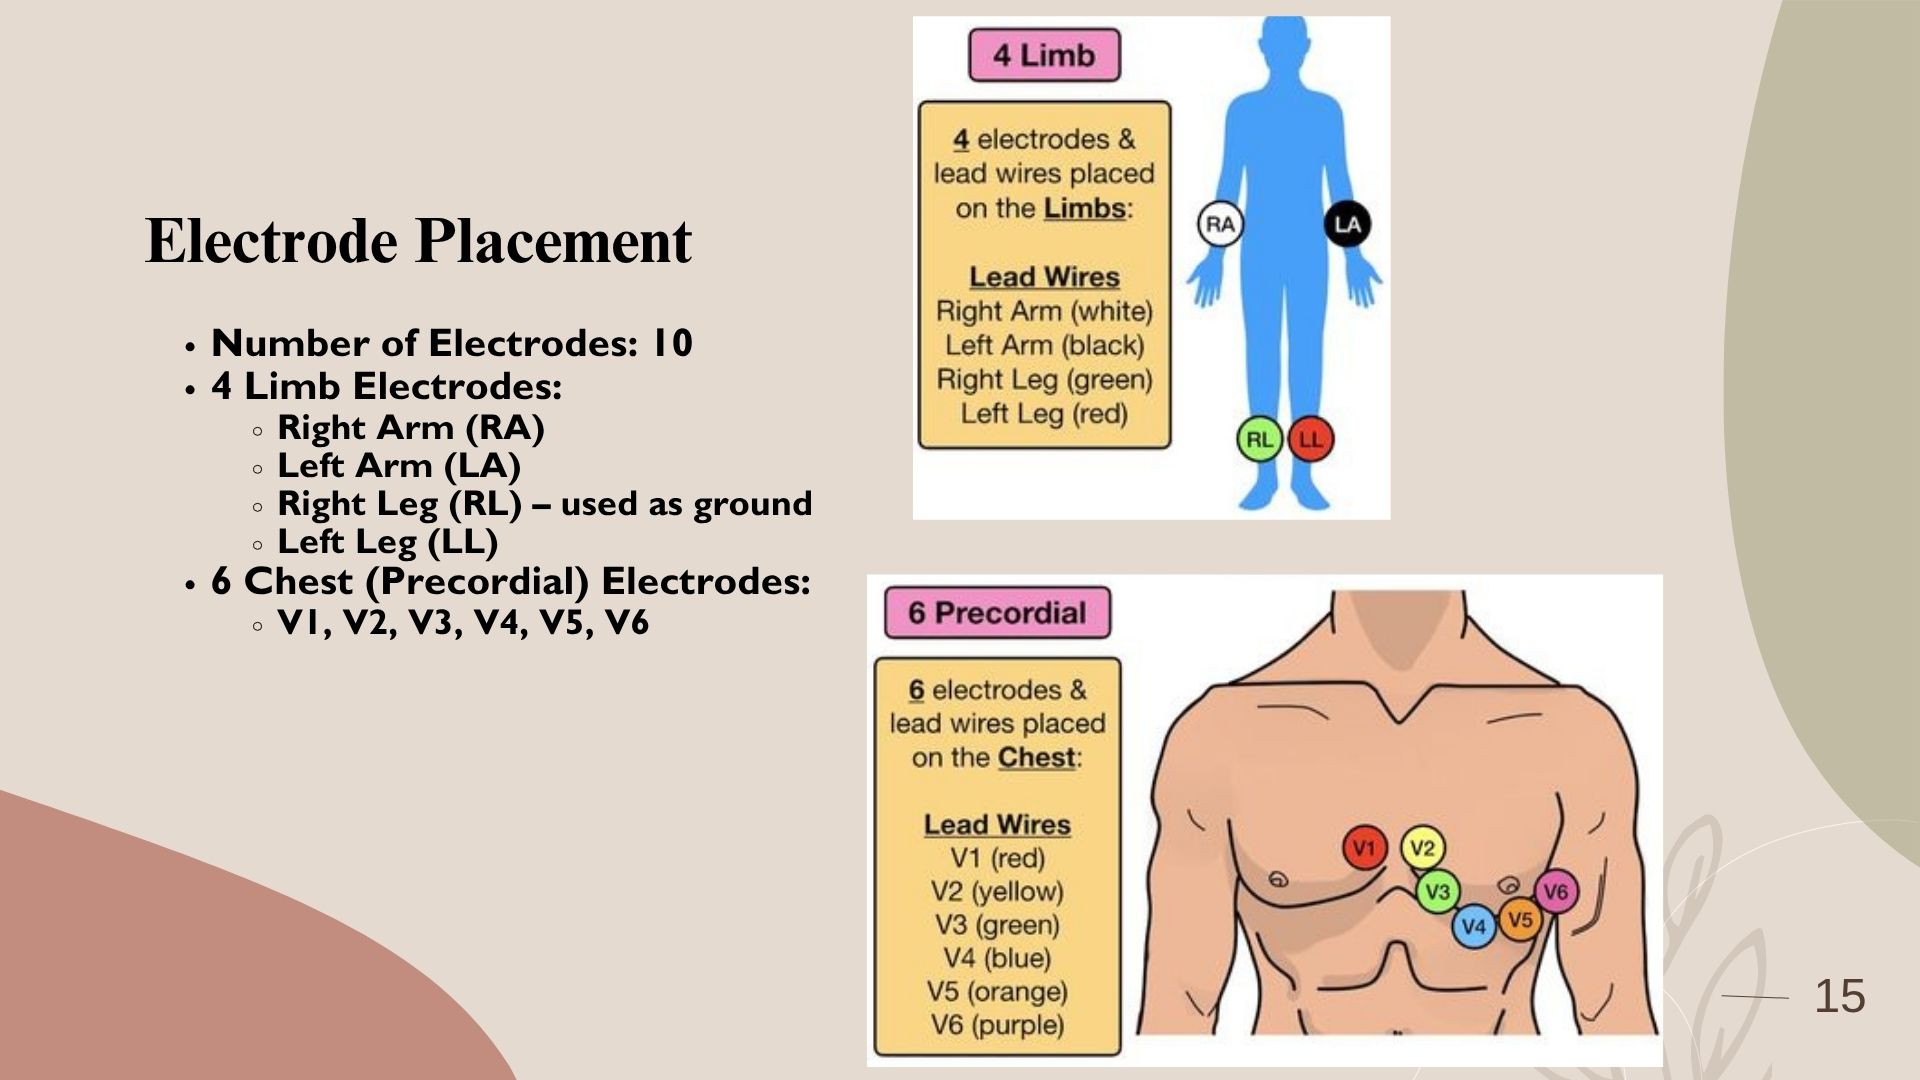 Electrode Placement
• Number of Electrodes: 10
• 4 Limb Electrodes:
◦ Right Arm (RA)
◦ Left Arm (LA)
◦ Right Leg (RL) – used as ground
◦ Left Leg (LL)
• 6 Chest (Precordial) Electrodes:
◦ V1, V2, V3, V4, V5, V6
4 Limb
4 electrodes &
lead wires placed
on the Limbs:
Lead Wires
Right Arm (white)
Left Arm (black)
Right Leg (green)
Left Leg (red)
RA
LA
RL
LL
6 Precordial
6 electrodes &
lead wires placed
on the Chest:
Lead Wires
V1 (red)
V2 (yellow)
V3 (green)
V4 (blue)
V5 (orange)
V6 (purple)
V1
V2
V3
V4
V5
V6
15